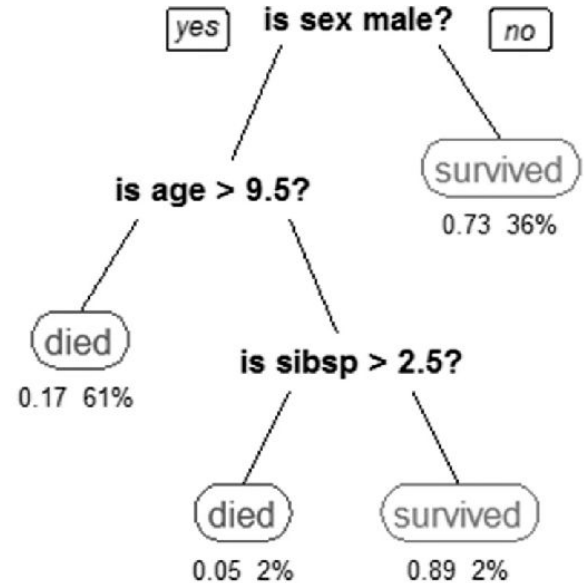 yes is sex male? no
survived
0.73 36%
is age > 9.5?
died
0.17 61%
is sibsp > 2.5?
died survived
0.05 2% 0.89 2%